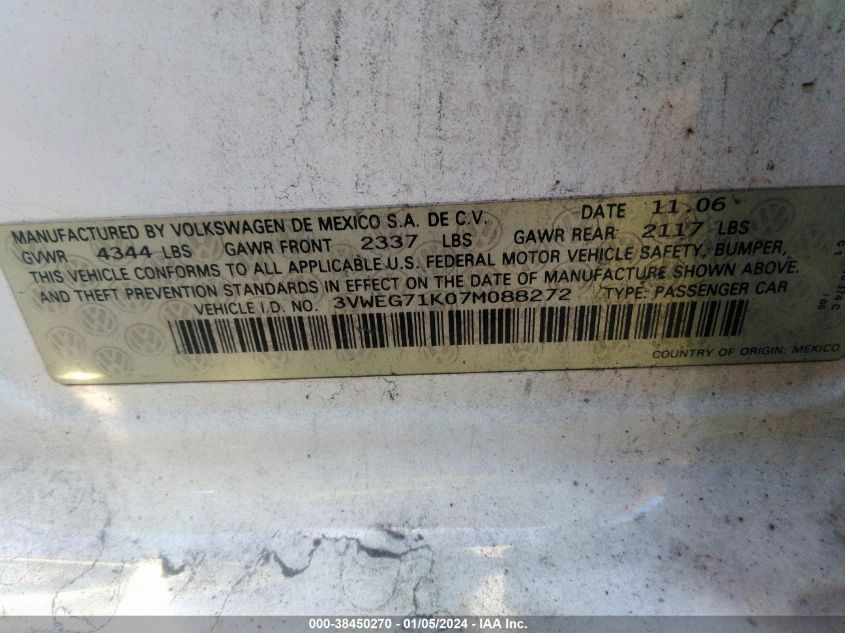 MANUFACTURED BY VOLKSWAGEN DE MEXICO S.A. DE C.V. DATE 11 06
GVWR 4344 LBS GAWR FRONT 2337 LBS GAWR REAR 2117 LBS
THIS VEHICLE CONFORMS TO ALL APPLICABLE U.S. FEDERAL MOTOR VEHICLE SAFETY, BUMPER,
AND THEFT PREVENTION STANDARDS IN EFFECT ON THE DATE OF MANUFACTURE SHOWN ABOVE.
VEHICLE I.D. NO. 3VWEG71K07M088272 TYPE: PASSENGER CAR
COUNTRY OF ORIGIN: MEXICO
000-38450270 - 01/05/2024 - IAA Inc.